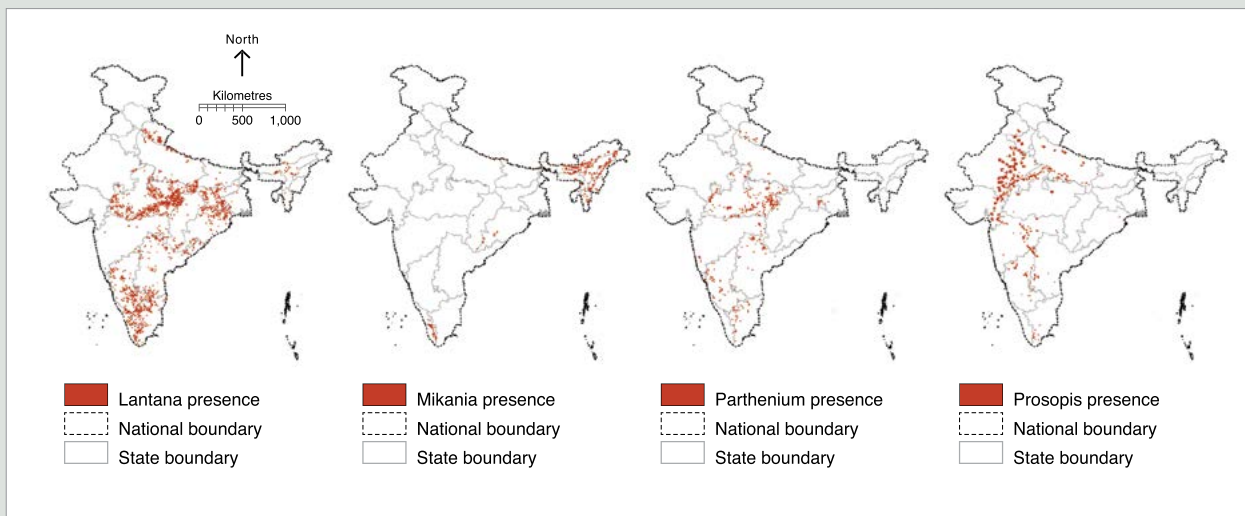 North
Kilometres
0 500 1,000
Lantana presence
National boundary
State boundary
Mikania presence
National boundary
State boundary
Parthenium presence
National boundary
State boundary
Prosopis presence
National boundary
State boundary